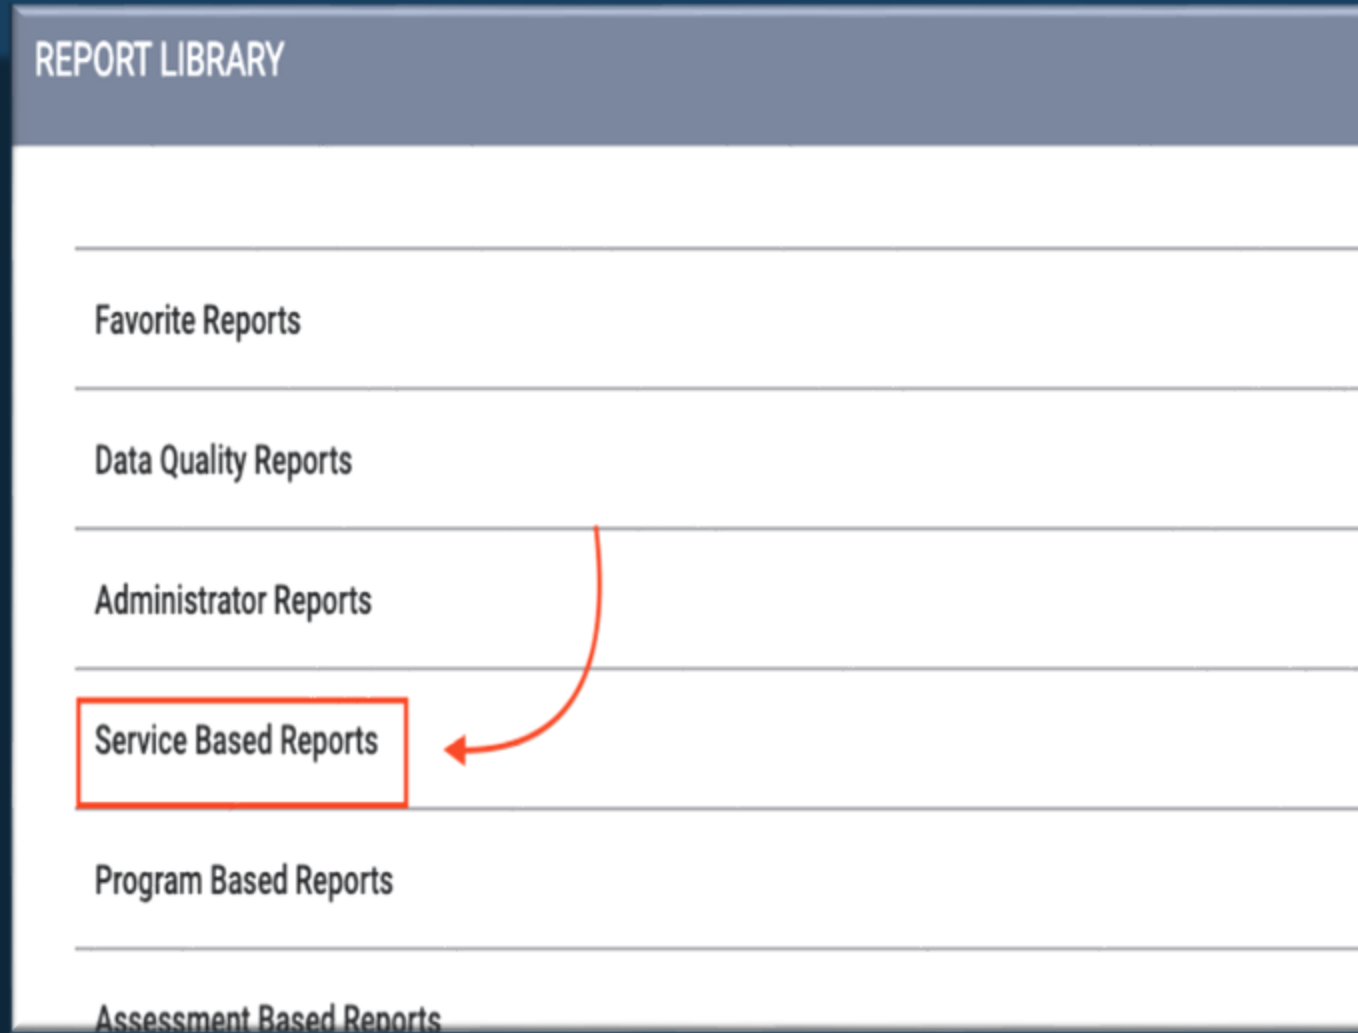 REPORT LIBRARY
Favorite Reports
Data Quality Reports
Administrator Reports
Service Based Reports
Program Based Reports
Assessment Based Reports